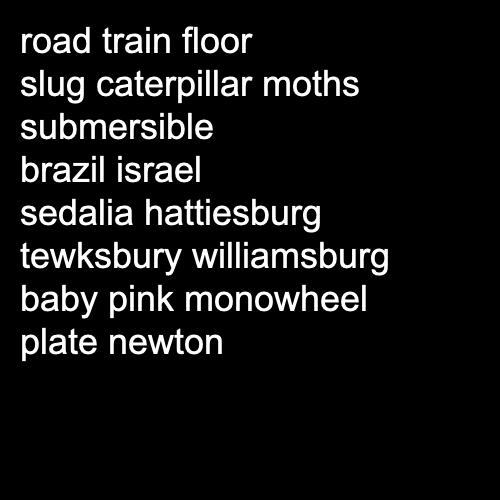 road train floor
slug caterpillar moths
submersible
brazil israel
sedalia hattiesburg
tewksbury williamsburg
baby pink monowheel
plate newton